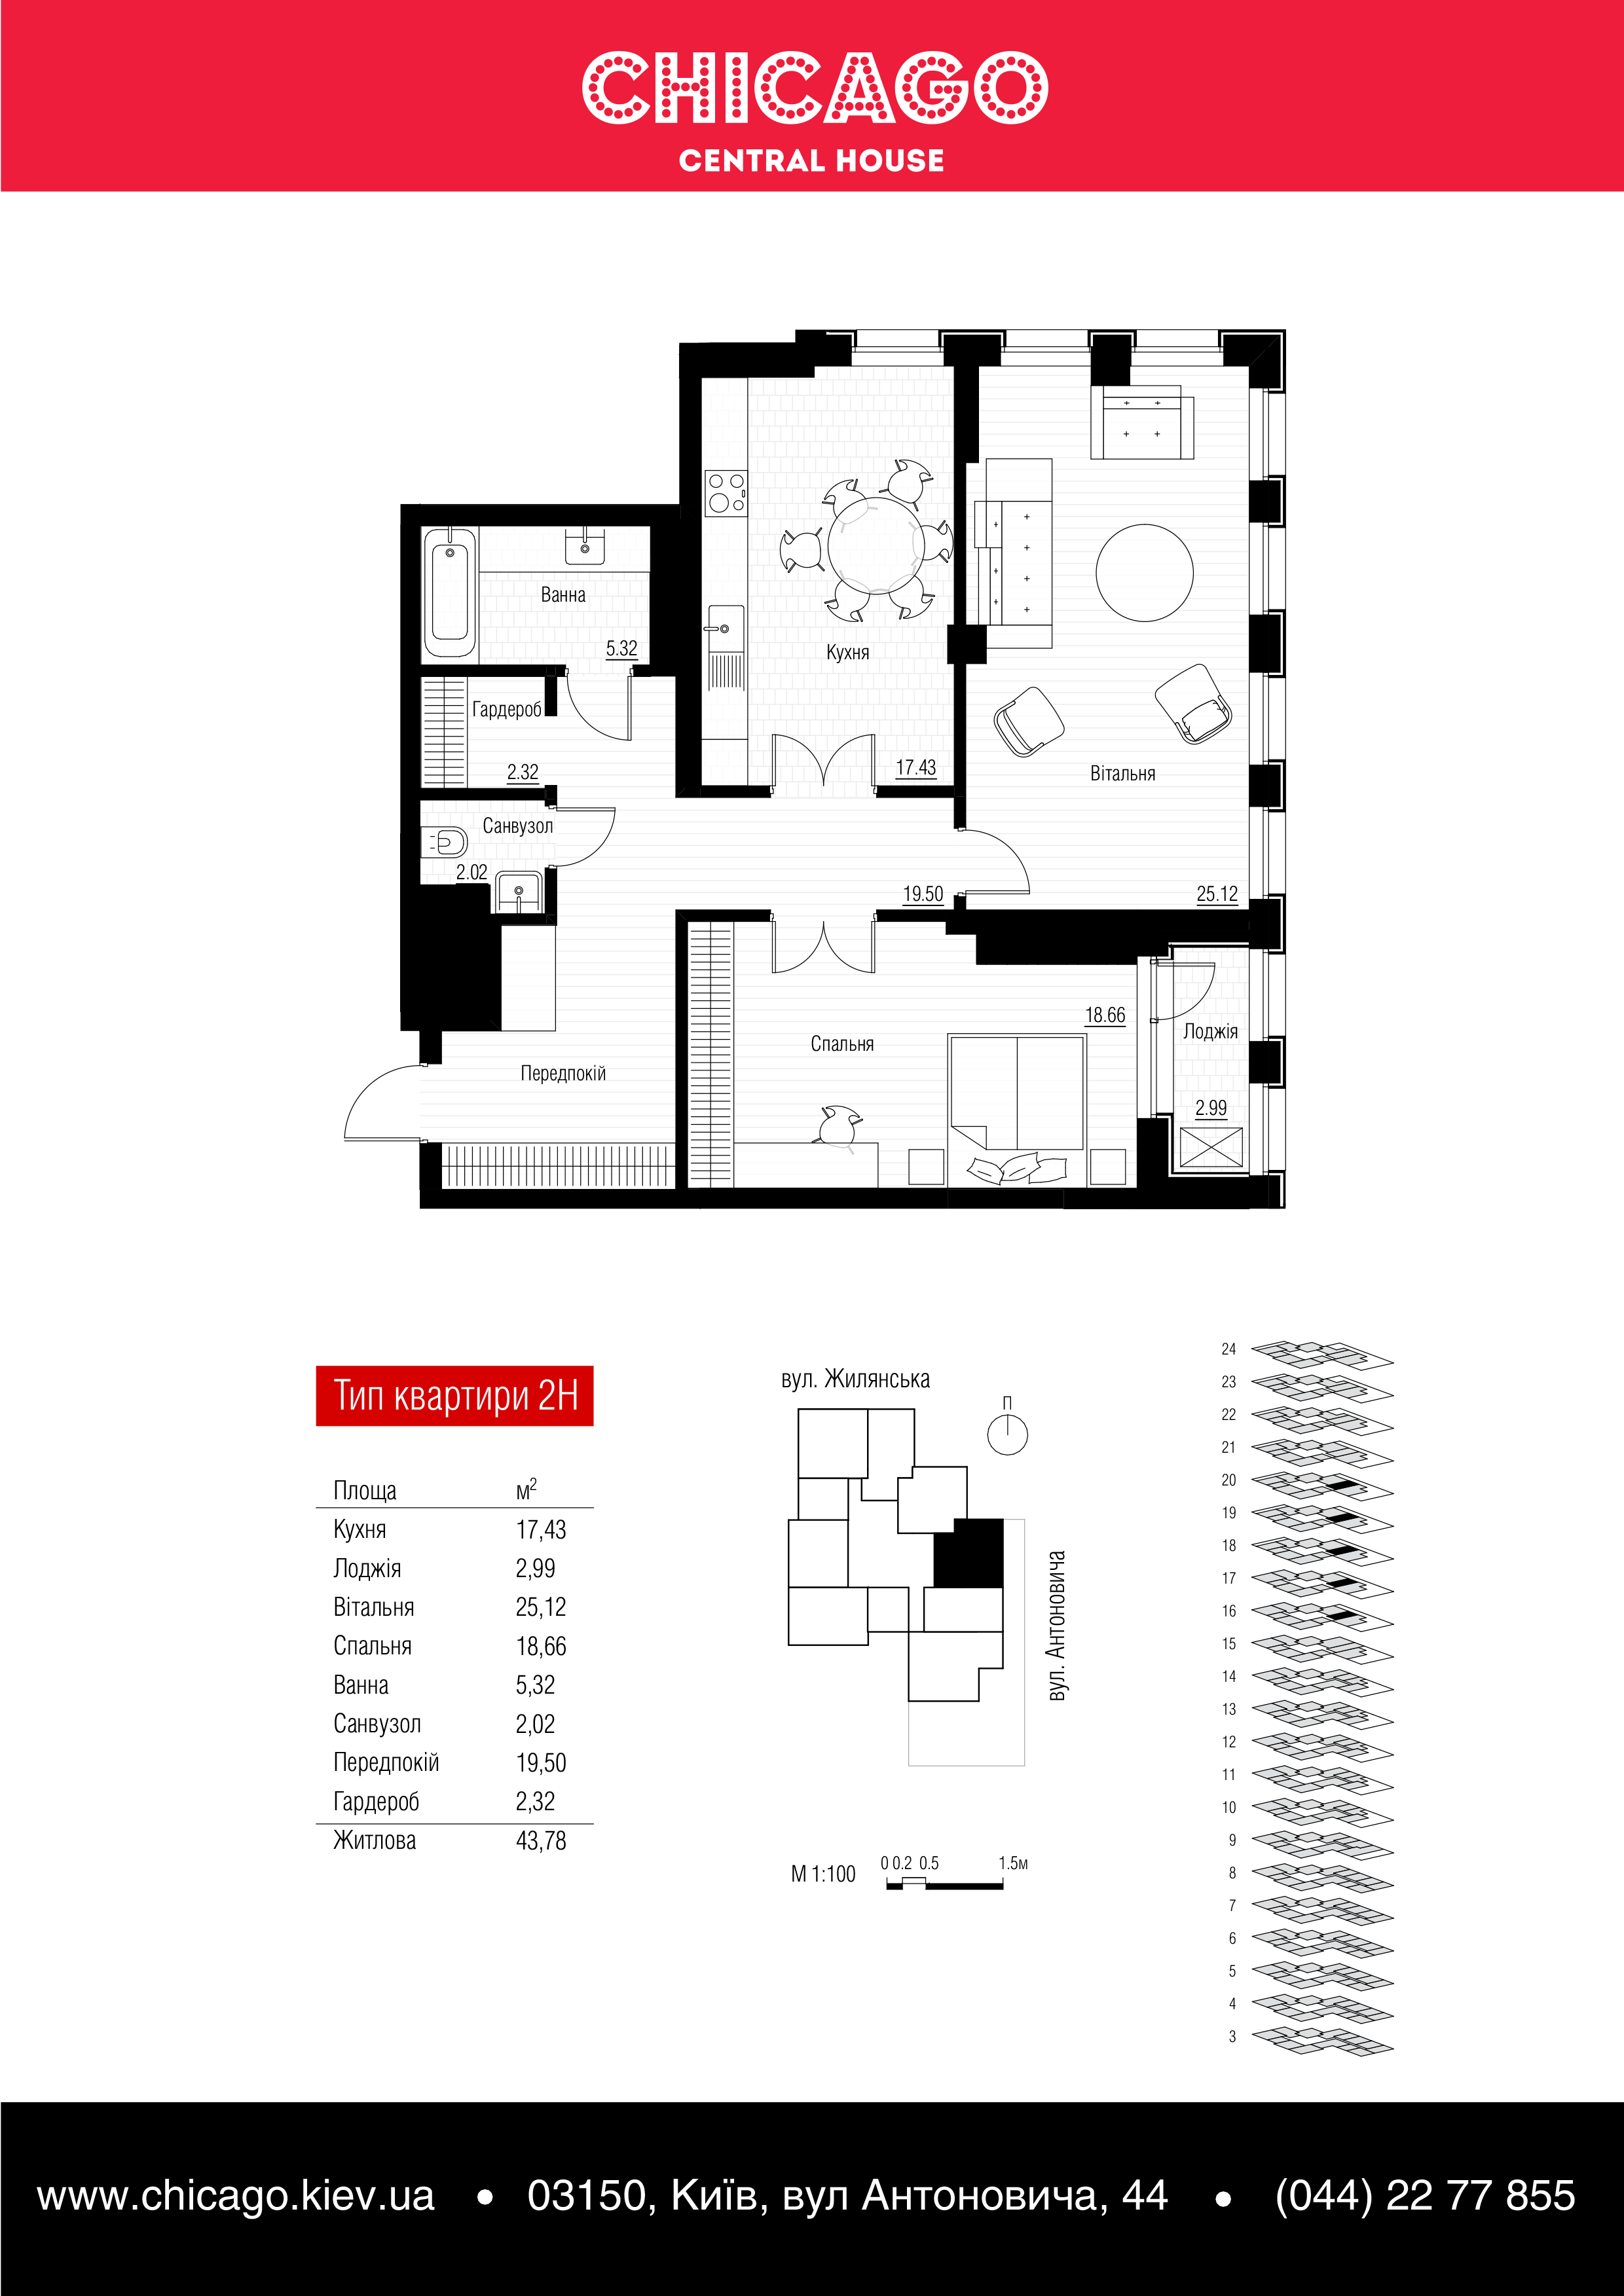 CHICAGO
CENTRAL HOUSE
Ванна
5.32
Кухня
17.43
Гардероб
2.32
Вітальня
25.12
Санвузол
2.02
19.50
Спальня
18.66
Лоджія
2.99
Передпокій
Тип квартири 2Н
Площа м²
Кухня 17,43
Лоджія 2,99
Вітальня 25,12
Спальня 18,66
Ванна 5,32
Санвузол 2,02
Передпокій 19,50
Гардероб 2,32
Житлова 43,78
вул. Жилянська
П
вул. Антоновича
М 1:100
0 0.2 0.5 1.5м
24
23
22
21
20
19
18
17
16
15
14
13
12
11
10
9
8
7
6
5
4
3
www.chicago.kiev.ua • 03150, Київ, вул Антоновича, 44 • (044) 22 77 855